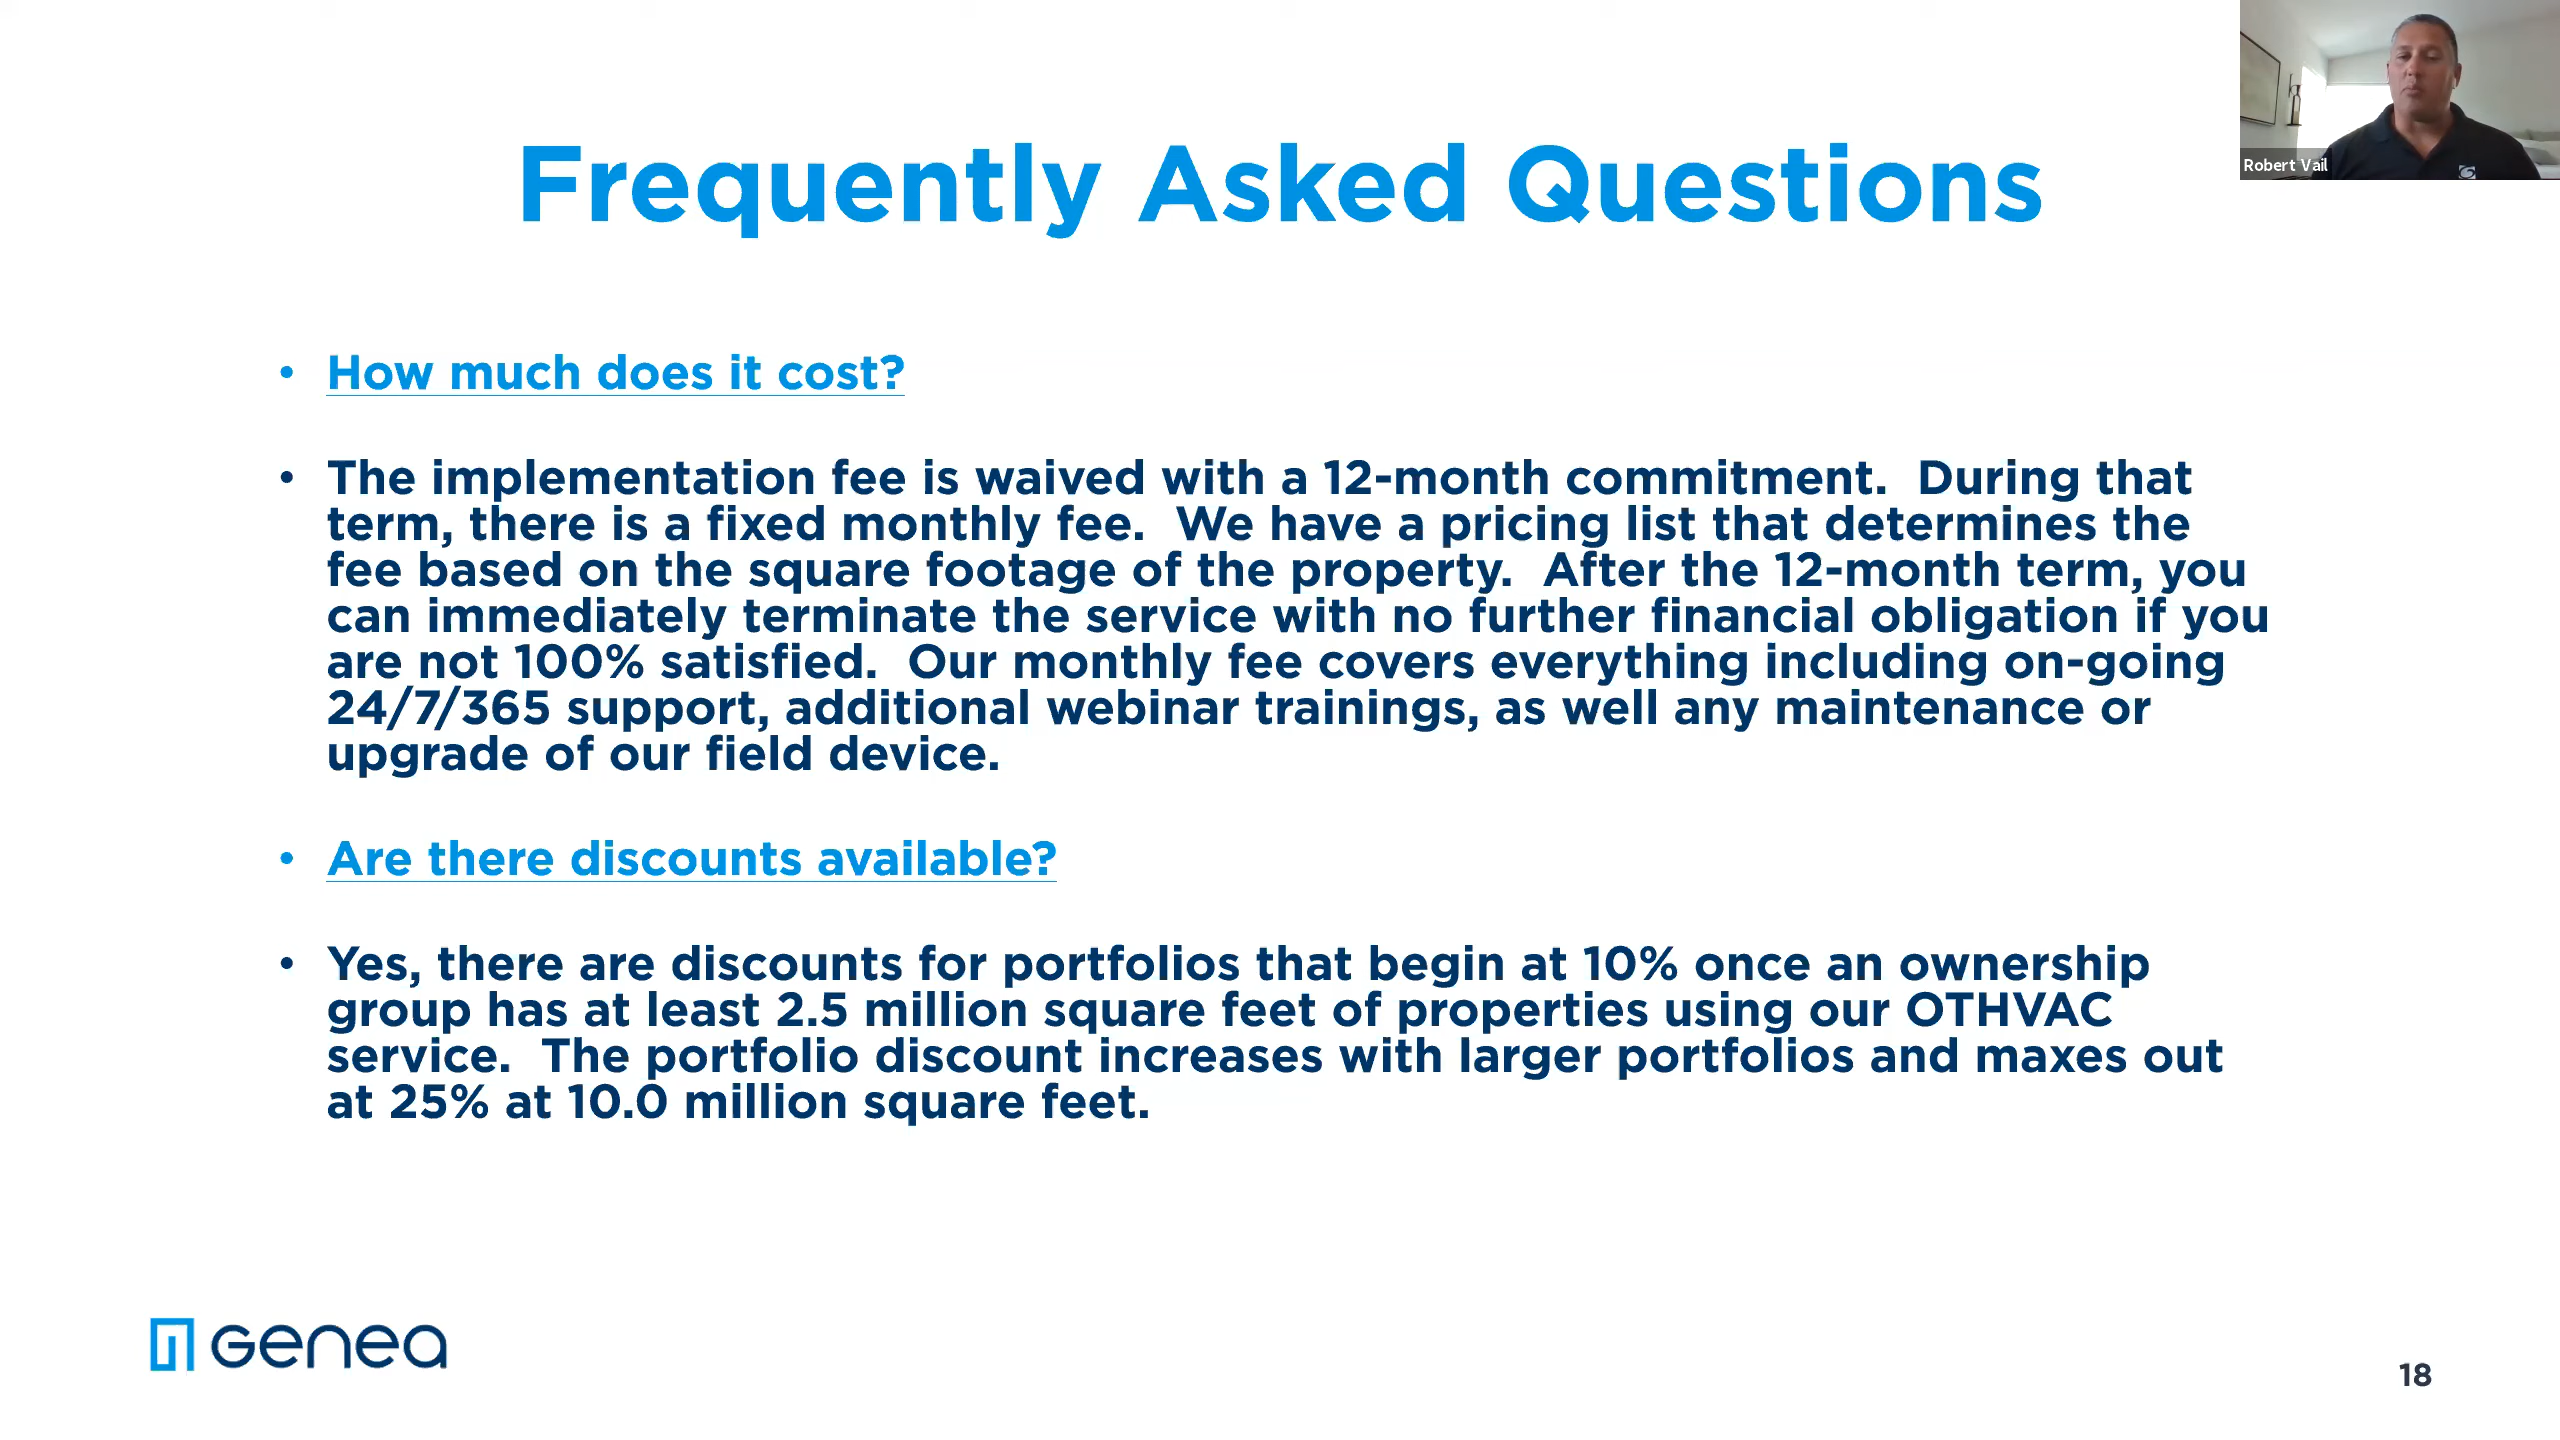 Robert Vail
Frequently Asked Questions
• How much does it cost?
• The implementation fee is waived with a 12-month commitment.  During that
term, there is a fixed monthly fee.  We have a pricing list that determines the
fee based on the square footage of the property.  After the 12-month term, you
can immediately terminate the service with no further financial obligation if you
are not 100% satisfied.  Our monthly fee covers everything including on-going
24/7/365 support, additional webinar trainings, as well any maintenance or
upgrade of our field device.
• Are there discounts available?
• Yes, there are discounts for portfolios that begin at 10% once an ownership
group has at least 2.5 million square feet of properties using our OTHVAC
service.  The portfolio discount increases with larger portfolios and maxes out
at 25% at 10.0 million square feet.
Genea
18